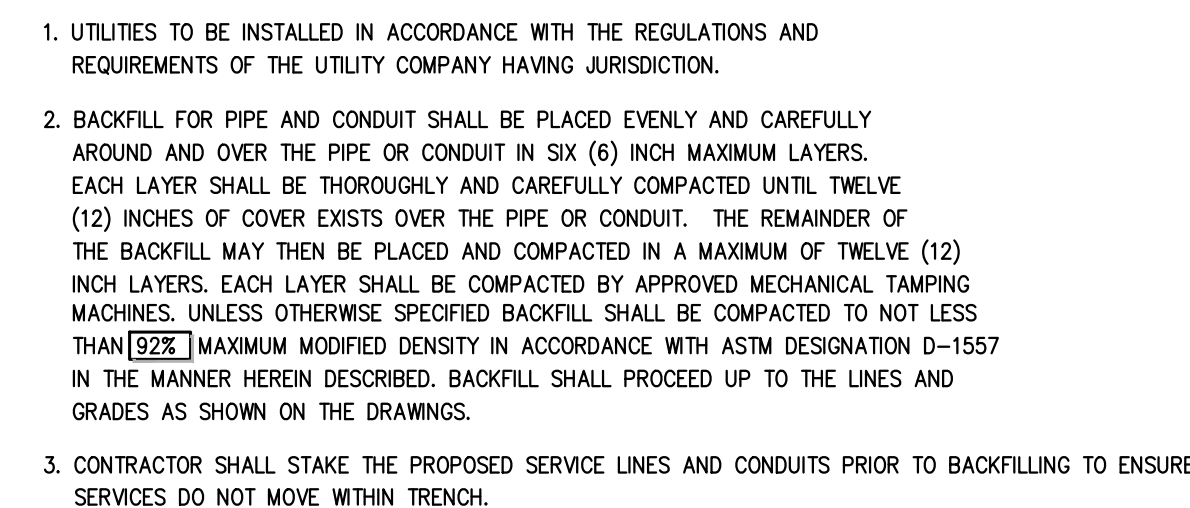 1. UTILITIES TO BE INSTALLED IN ACCORDANCE WITH THE REGULATIONS AND
REQUIREMENTS OF THE UTILITY COMPANY HAVING JURISDICTION.
2. BACKFILL FOR PIPE AND CONDUIT SHALL BE PLACED EVENLY AND CAREFULLY
AROUND AND OVER THE PIPE OR CONDUIT IN SIX (6) INCH MAXIMUM LAYERS.
EACH LAYER SHALL BE THOROUGHLY AND CAREFULLY COMPACTED UNTIL TWELVE
(12) INCHES OF COVER EXISTS OVER THE PIPE OR CONDUIT. THE REMAINDER OF
THE BACKFILL MAY THEN BE PLACED AND COMPACTED IN A MAXIMUM OF TWELVE (12)
INCH LAYERS. EACH LAYER SHALL BE COMPACTED BY APPROVED MECHANICAL TAMPING
MACHINES. UNLESS OTHERWISE SPECIFIED BACKFILL SHALL BE COMPACTED TO NOT LESS
THAN 92% MAXIMUM MODIFIED DENSITY IN ACCORDANCE WITH ASTM DESIGNATION D-1557
IN THE MANNER HEREIN DESCRIBED. BACKFILL SHALL PROCEED UP TO THE LINES AND
GRADES AS SHOWN ON THE DRAWINGS.
3. CONTRACTOR SHALL STAKE THE PROPOSED SERVICE LINES AND CONDUITS PRIOR TO BACKFILLING TO ENSURE
SERVICES DO NOT MOVE WITHIN TRENCH.